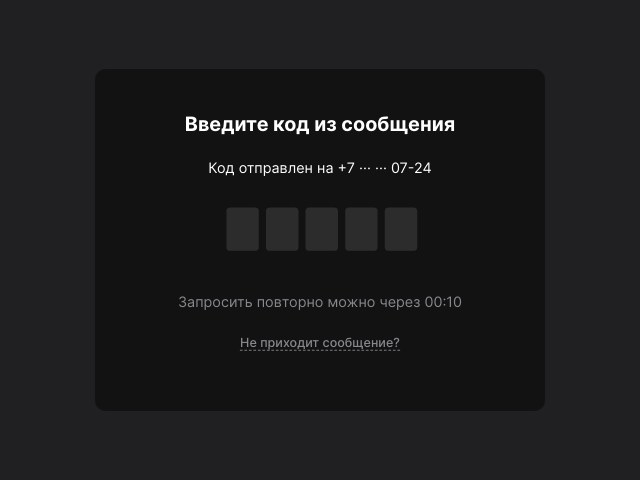 Введите код из сообщения
Код отправлен на +7 ··· ··· 07-24
Запросить повторно можно через 00:10
Не приходит сообщение?